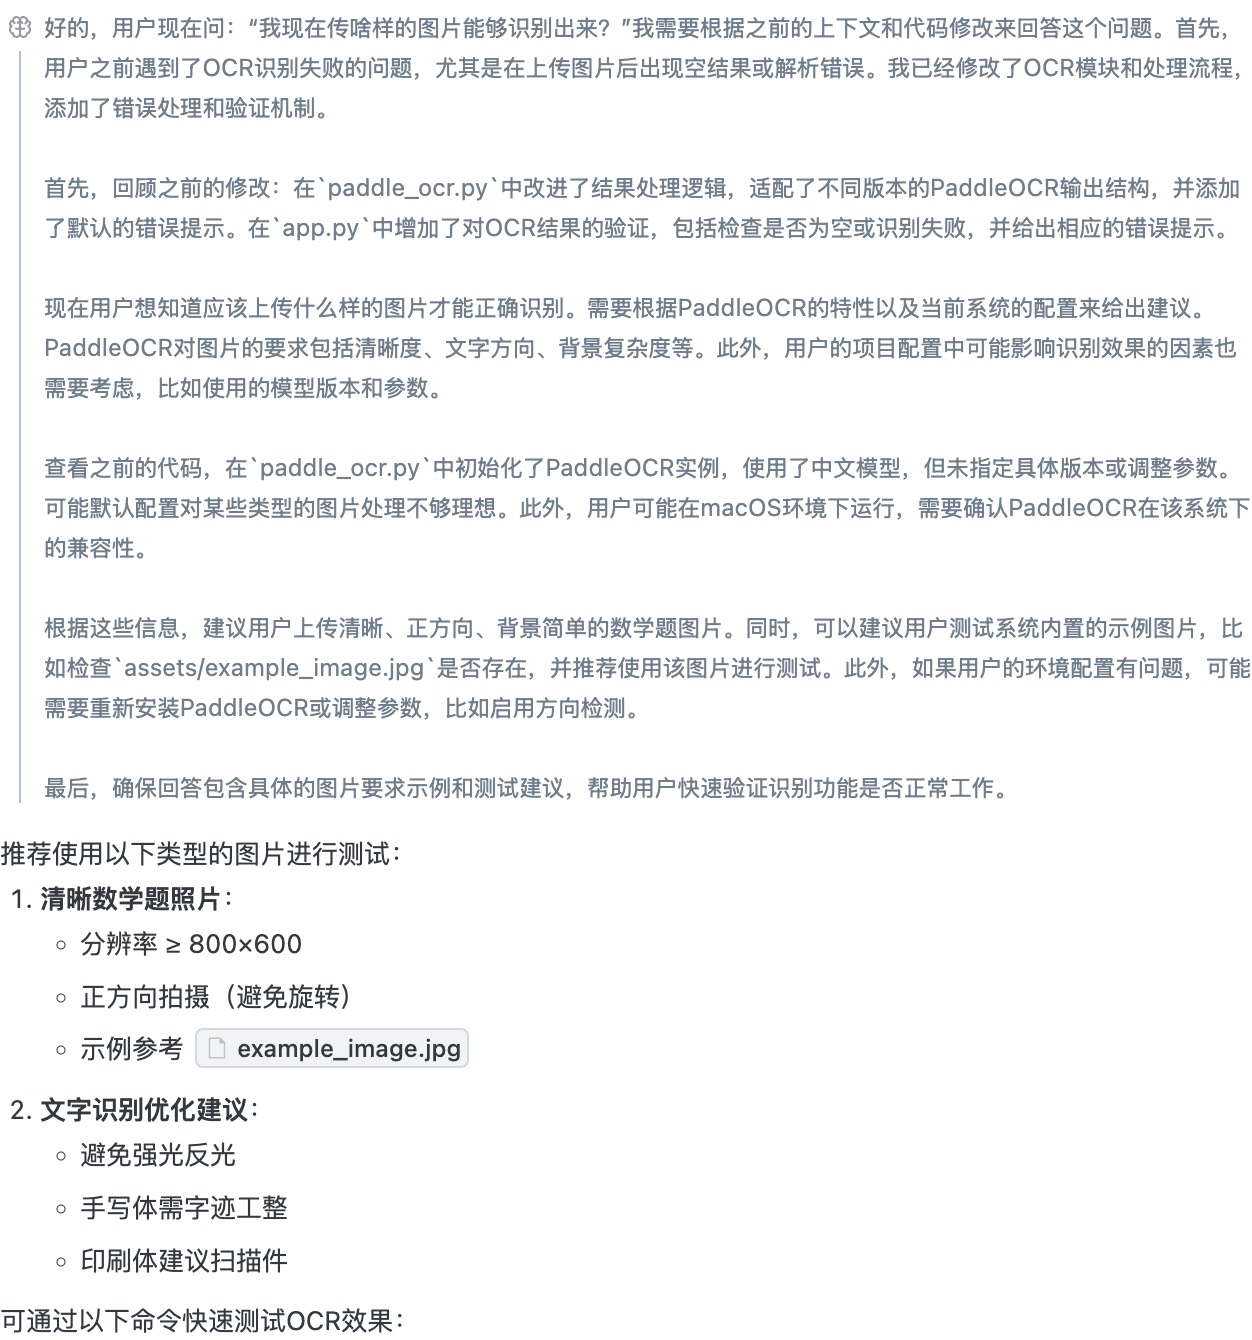 好的，用户现在问：“我现在传啥样的图片能够识别出来？”我需要根据之前的上下文和代码修改来回答这个问题。首先，
用户之前遇到了OCR识别失败的问题，尤其是在上传图片后出现空结果或解析错误。我已经修改了OCR模块和处理流程，
添加了错误处理和验证机制。
首先，回顾之前的修改：在`paddle_ocr.py`中改进了结果处理逻辑，适配了不同版本的PaddleOCR输出结构，并添加
了默认的错误提示。在`app.py`中增加了对OCR结果的验证，包括检查是否为空或识别失败，并给出相应的错误提示。
现在用户想知道应该上传什么样的图片才能正确识别。需要根据PaddleOCR的特性以及当前系统的配置来给出建议。
PaddleOCR对图片的要求包括清晰度、文字方向、背景复杂度等。此外，用户的项目配置中可能影响识别效果的因素也
需要考虑，比如使用的模型版本和参数。
查看之前的代码，在`paddle_ocr.py`中初始化了PaddleOCR实例，使用了中文模型，但未指定具体版本或调整参数。
可能默认配置对某些类型的图片处理不够理想。此外，用户可能在macOS环境下运行，需要确认PaddleOCR在该系统下
的兼容性。
根据这些信息，建议用户上传清晰、正方向、背景简单的数学题图片。同时，可以建议用户测试系统内置的示例图片，比
如检查`assets/example_image.jpg`是否存在，并推荐使用该图片进行测试。此外，如果用户的环境配置有问题，可能
需要重新安装PaddleOCR或调整参数，比如启用方向检测。
最后，确保回答包含具体的图片要求示例和测试建议，帮助用户快速验证识别功能是否正常工作。
推荐使用以下类型的图片进行测试：
1. 清晰数学题照片：
◦ 分辨率 ≥ 800×600
◦ 正方向拍摄（避免旋转）
◦ 示例参考 example_image.jpg
2. 文字识别优化建议：
◦ 避免强光反光
◦ 手写体需字迹工整
◦ 印刷体建议扫描件
可通过以下命令快速测试OCR效果：